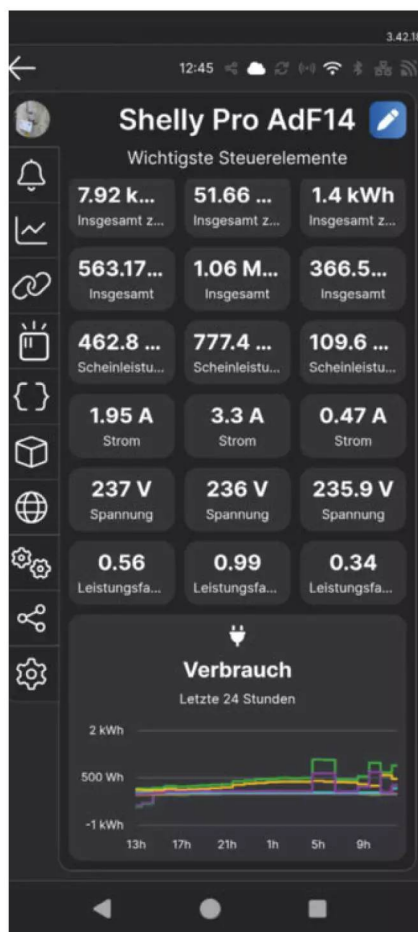 3.42.18
12:45
Shelly Pro AdF14
Wichtigste Steuerelemente
7.92 k... 51.66 ... 1.4 kWh
Insgesamt z... Insgesamt z... Insgesamt z...
563.17... 1.06 M... 366.5...
Insgesamt Insgesamt Insgesamt
462.8 ... 777.4 ... 109.6 ...
Scheinleistu... Scheinleistu... Scheinleistu...
1.95 A 3.3 A 0.47 A
Strom Strom Strom
237 V 236 V 235.9 V
Spannung Spannung Spannung
0.56 0.99 0.34
Leistungsfa... Leistungsfa... Leistungsfa...
Verbrauch
Letzte 24 Stunden
2 kWh
500 Wh
-1 kWh
13h 17h 21h 1h 5h 9h